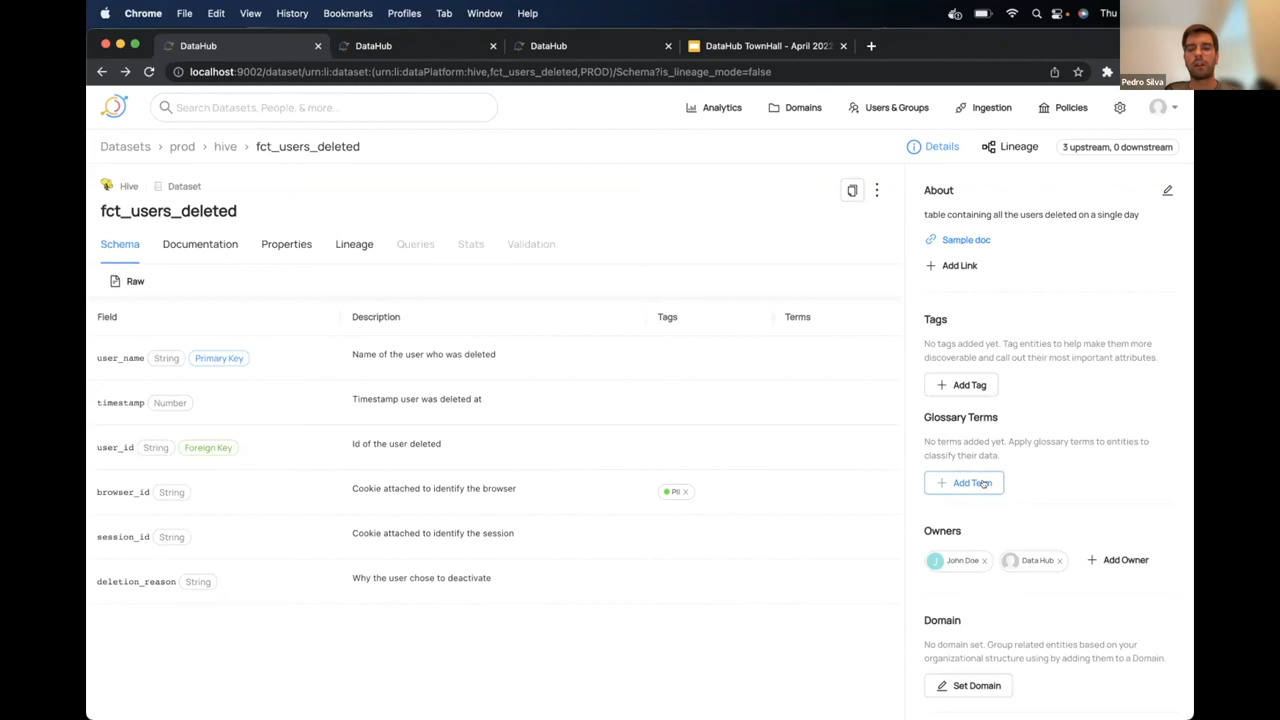 Chrome File Edit View History Bookmarks Profiles Tab Window Help Thu
DataHub DataHub DataHub DataHub TownHall - April 2022
localhost:9002/dataset/urn:li:dataset:(urn:li:dataPlatform:hive,fct_users_deleted,PROD)/Schema?is_lineage_mode=false
Pedro Silva
Search Datasets, People, & more...
Analytics Domains Users & Groups Ingestion Policies
Datasets > prod > hive > fct_users_deleted
Details Lineage 3 upstream, 0 downstream
Hive Dataset
fct_users_deleted
Schema Documentation Properties Lineage Queries Stats Validation
Raw
Field Description Tags Terms
user_name String Primary Key Name of the user who was deleted
timestamp Number Timestamp user was deleted at
user_id String Foreign Key Id of the user deleted
browser_id String Cookie attached to identify the browser PII
session_id String Cookie attached to identify the session
deletion_reason String Why the user chose to deactivate
About
table containing all the users deleted on a single day
Sample doc
Add Link
Tags
No tags added yet. Tag entities to help make them more
discoverable and call out their most important attributes.
Add Tag
Glossary Terms
No terms added yet. Apply glossary terms to entities to
classify their data.
Add Term
Owners
J John Doe Data Hub Add Owner
Domain
No domain set. Group related entities based on your
organizational structure using by adding them to a Domain.
Set Domain